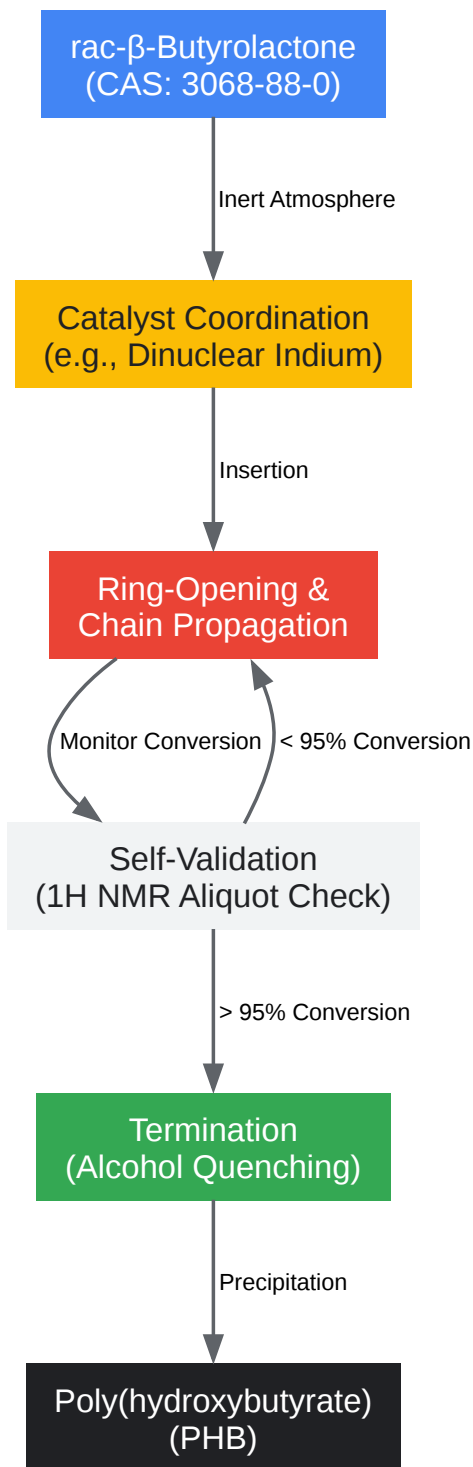 rac-β-Butyrolactone
(CAS: 3068-88-0)
Inert Atmosphere
Catalyst Coordination
(e.g., Dinuclear Indium)
Insertion
Ring-Opening &
Chain Propagation
Monitor Conversion
< 95% Conversion
Self-Validation
(1H NMR Aliquot Check)
> 95% Conversion
Termination
(Alcohol Quenching)
Precipitation
Poly(hydroxybutyrate)
(PHB)